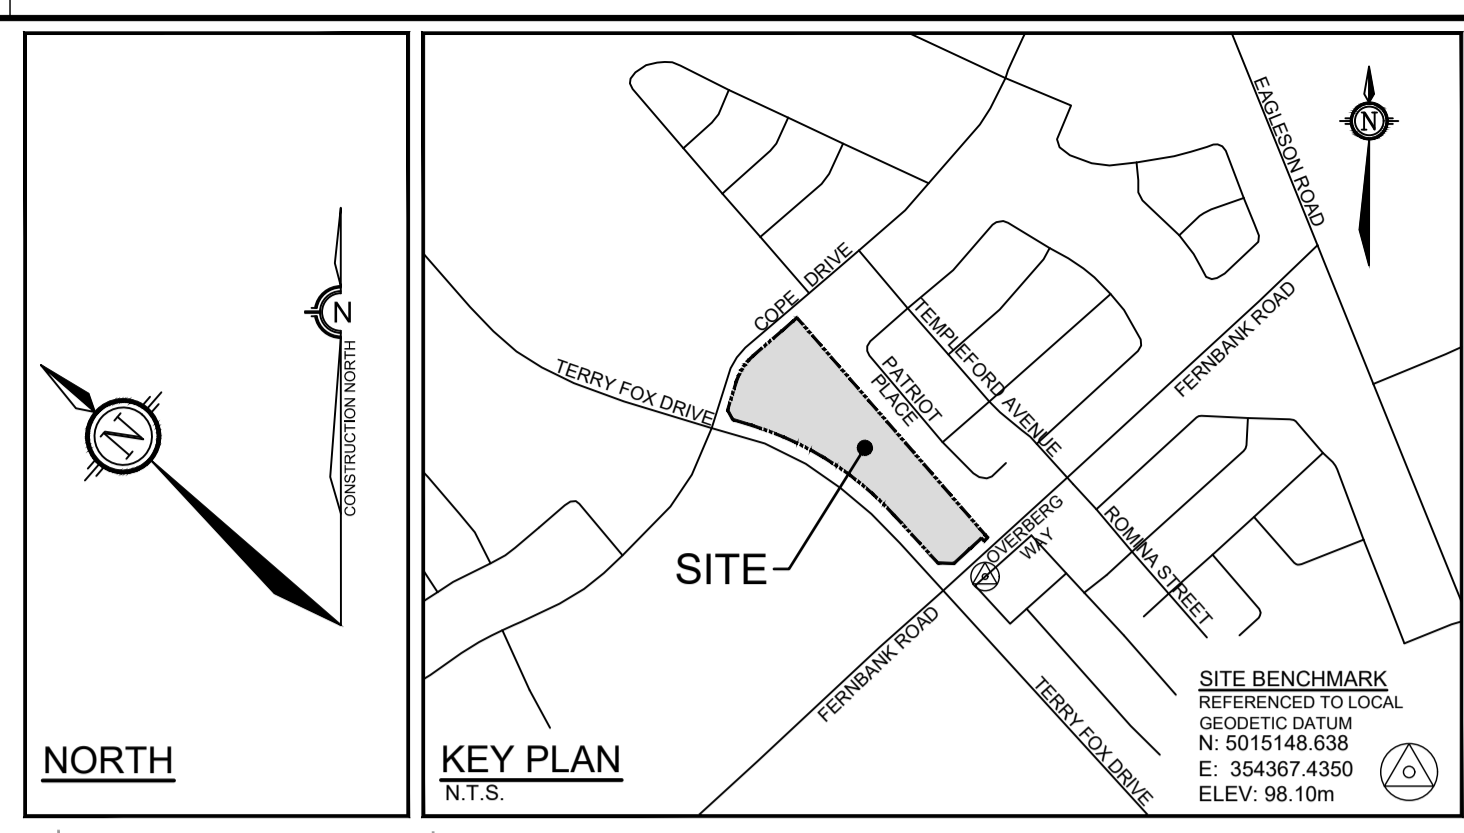 N
N
CONSTRUCTION NORTH
NORTH
EAGLESON ROAD
N
COPE DRIVE
TERRY FOX DRIVE
TEMPLEFORD AVENUE
PATRIOT
PLACE
FERNBANK ROAD
SITE
OVERBERG
WAY
ROMINA STREET
FERNBANK ROAD
TERRY FOX DRIVE
KEY PLAN
N.T.S.
SITE BENCHMARK
REFERENCED TO LOCAL
GEODETIC DATUM
N: 5015148.638
E: 354367.4350
ELEV: 98.10m